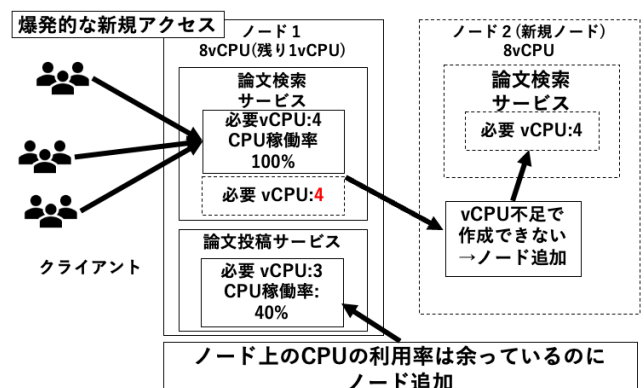 爆発的な新規アクセス
クライアント
ノード1
8vCPU(残り1vCPU)
論文検索
サービス
必要vCPU:4
CPU稼働率
100%
必要 vCPU:4
論文投稿サービス
必要 vCPU:3
CPU稼働率:
40%
ノード2(新規ノード)
8vCPU
論文検索
サービス
必要 vCPU:4
vCPU不足で
作成できない
→ノード追加
ノード上のCPUの利用率は余っているのに
ノード追加